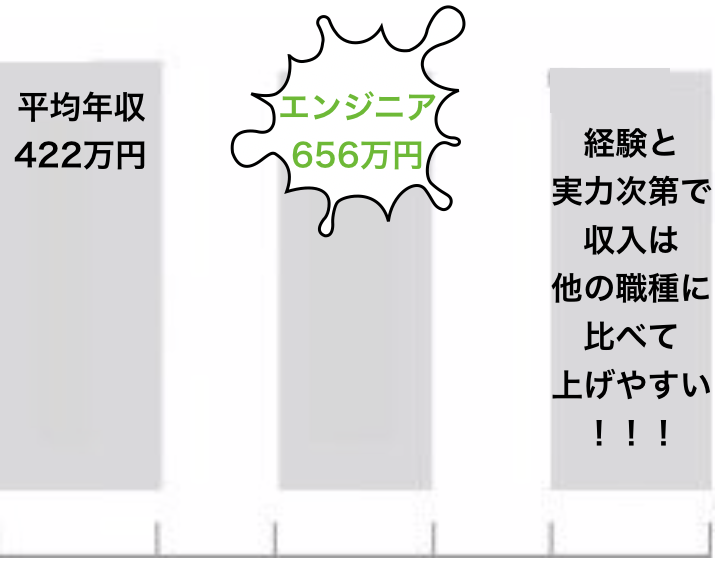 平均年収
422万円
エンジニア
656万円
経験と
実力次第で
収入は
他の職種に
比べて
上げやすい
！！！